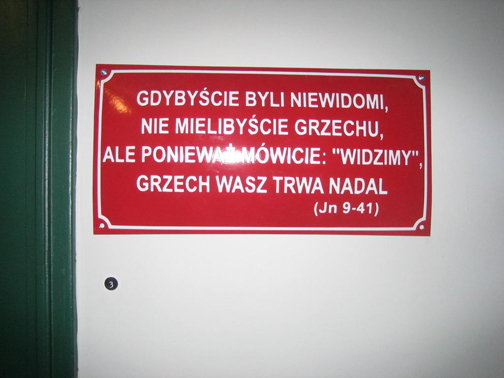 GDYBYŚCIE BYLI NIEWIDOMI,
NIE MIELIBYŚCIE GRZECHU,
ALE PONIEWAŻ MÓWICIE: "WIDZIMY",
GRZECH WASZ TRWA NADAL
(Jn 9-41)
3